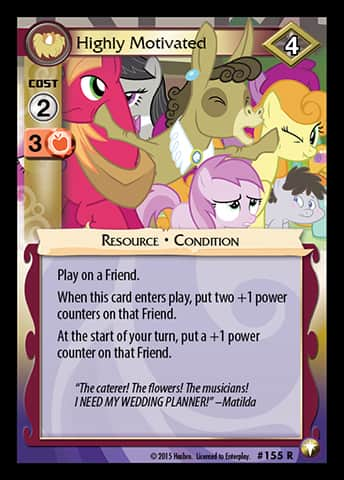 Highly Motivated
4
COST
2
3
RESOURCE • CONDITION
Play on a Friend.
When this card enters play, put two +1 power
counters on that Friend.
At the start of your turn, put a +1 power
counter on that Friend.
"The caterer! The flowers! The musicians!
I NEED MY WEDDING PLANNER!" –Matilda
© 2015 Hasbro. Licensed to Enterplay. #155 R